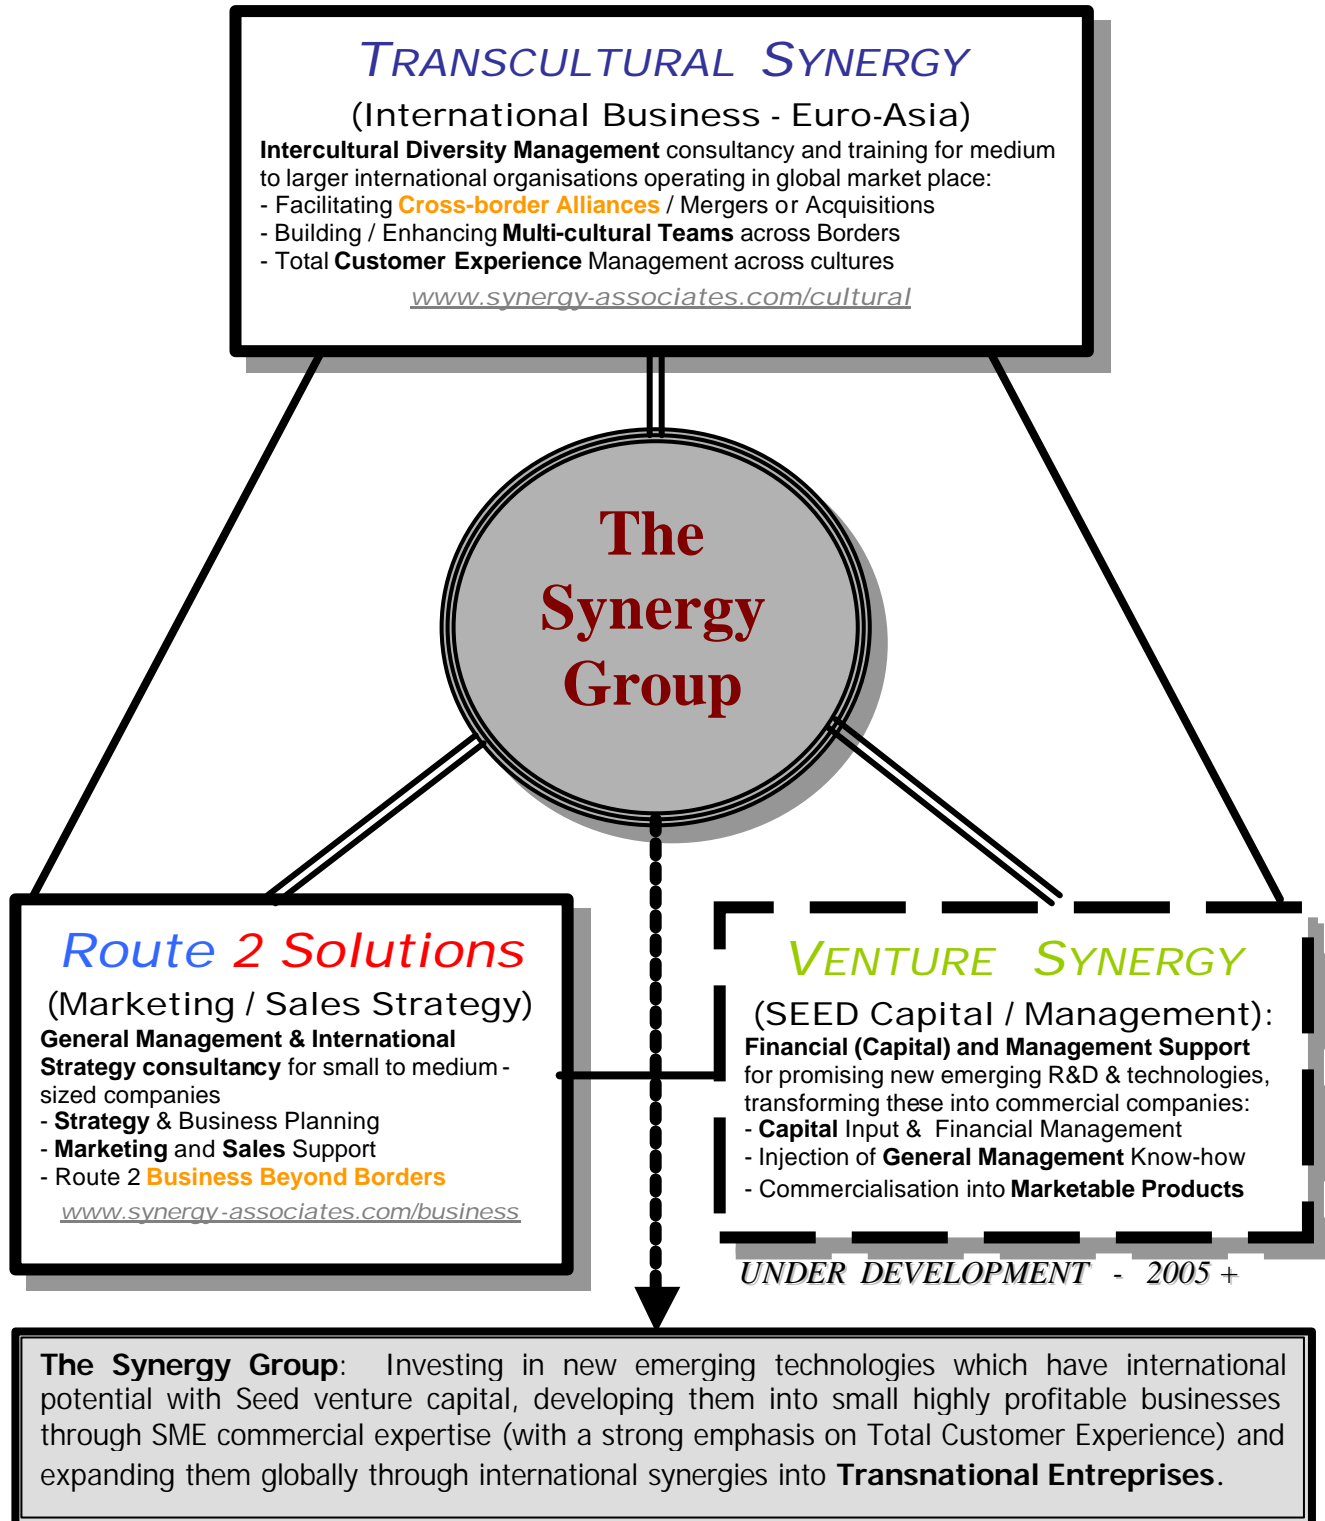 TRANSCULTURAL SYNERGY
(International Business - Euro-Asia)
Intercultural Diversity Management consultancy and training for medium
to larger international organisations operating in global market place:
- Facilitating Cross-border Alliances / Mergers or Acquisitions
- Building / Enhancing Multi-cultural Teams across Borders
- Total Customer Experience Management across cultures
www.synergy-associates.com/cultural
The
Synergy
Group
Route 2 Solutions
(Marketing / Sales Strategy)
General Management & International
Strategy consultancy for small to medium-
sized companies
- Strategy & Business Planning
- Marketing and Sales Support
- Route 2 Business Beyond Borders
www.synergy-associates.com/business
VENTURE SYNERGY
(SEED Capital / Management):
Financial (Capital) and Management Support
for promising new emerging R&D & technologies,
transforming these into commercial companies:
- Capital Input & Financial Management
- Injection of General Management Know-how
- Commercialisation into Marketable Products
UNDER DEVELOPMENT - 2005 +
The Synergy Group: Investing in new emerging technologies which have international
potential with Seed venture capital, developing them into small highly profitable businesses
through SME commercial expertise (with a strong emphasis on Total Customer Experience) and
expanding them globally through international synergies into Transnational Entreprises.